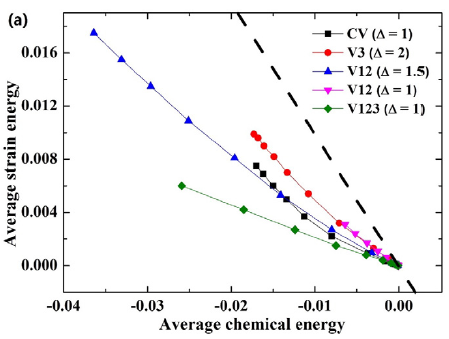 (a)
CV (Δ = 1)
V3 (Δ = 2)
V12 (Δ = 1.5)
V12 (Δ = 1)
V123 (Δ = 1)
Average strain energy
0.016
0.012
0.008
0.004
0.000
-0.04 -0.03 -0.02 -0.01 0.00
Average chemical energy